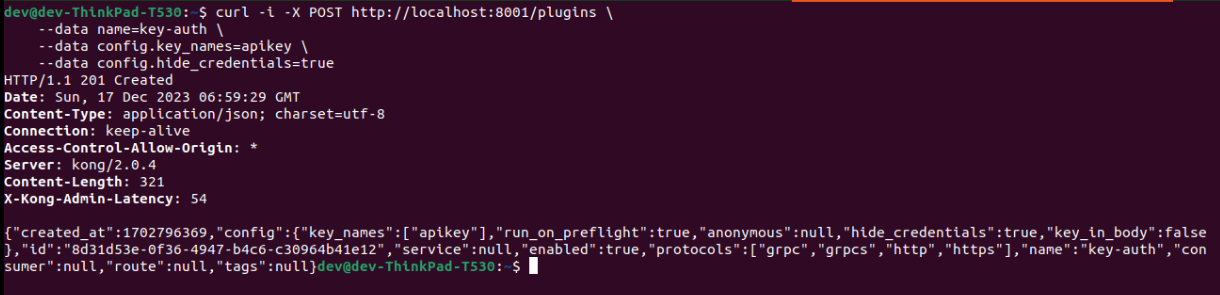 dev@dev-ThinkPad-T530:~$ curl -i -X POST http://localhost:8001/plugins \
    --data name=key-auth \
    --data config.key_names=apikey \
    --data config.hide_credentials=true
HTTP/1.1 201 Created
Date: Sun, 17 Dec 2023 06:59:29 GMT
Content-Type: application/json; charset=utf-8
Connection: keep-alive
Access-Control-Allow-Origin: *
Server: kong/2.0.4
Content-Length: 321
X-Kong-Admin-Latency: 54

{"created_at":1702796369,"config":{"key_names":["apikey"],"run_on_preflight":true,"anonymous":null,"hide_credentials":true,"key_in_body":false
},"id":"8d31d53e-0f36-4947-b4c6-c30964b41e12","service":null,"enabled":true,"protocols":["grpc","grpcs","http","https"],"name":"key-auth","con
sumer":null,"route":null,"tags":null}dev@dev-ThinkPad-T530:~$